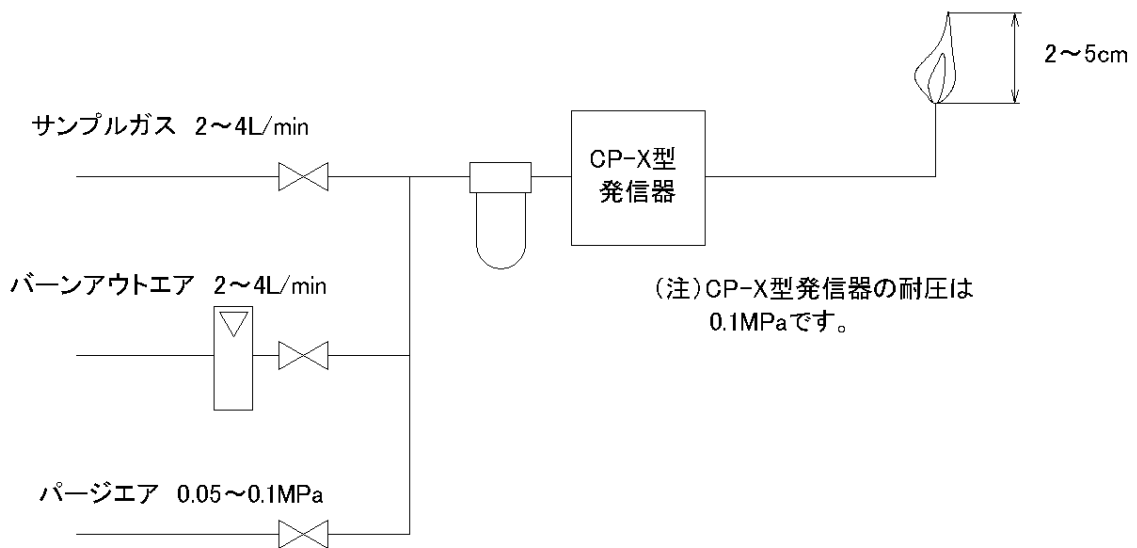 2～5cm
サンプルガス 2～4L/min
CP-X型
発信器
バーンアウトエア 2～4L/min
（注）CP-X型発信器の耐圧は
0.1MPaです。
パージエア 0.05～0.1MPa